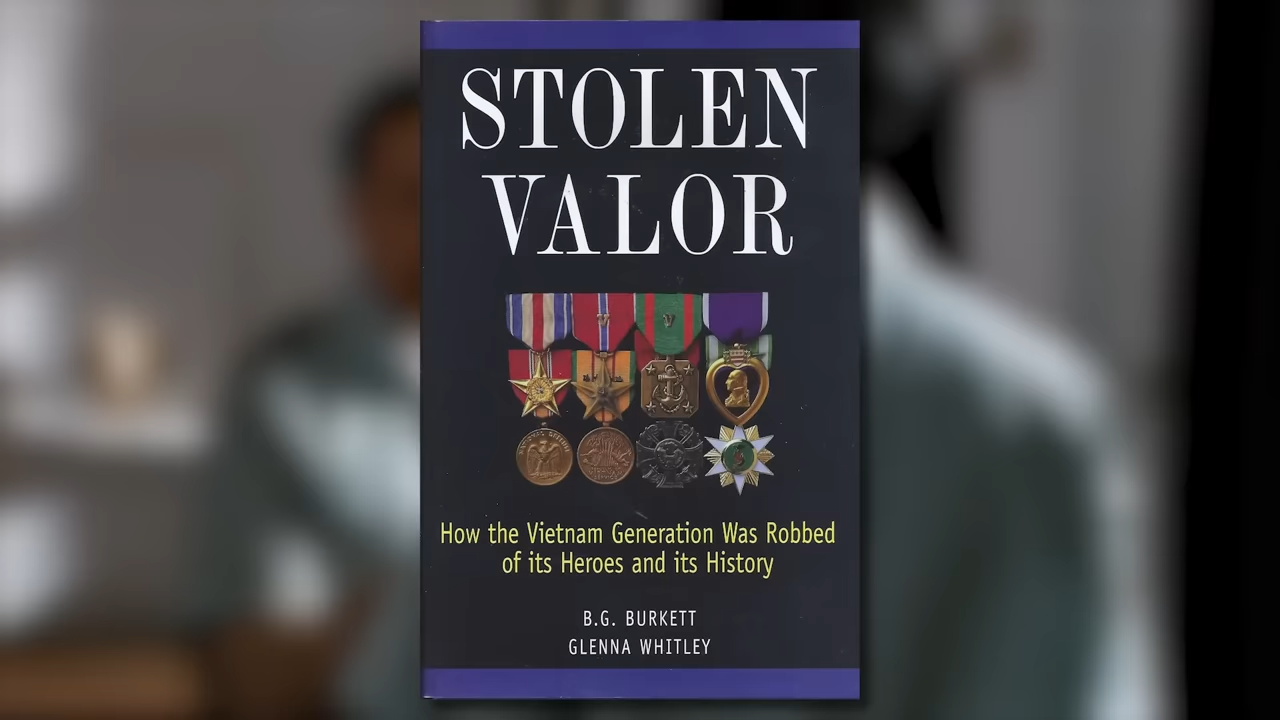 STOLEN
VALOR
How the Vietnam Generation Was Robbed
of its Heroes and its History
B.G. BURKETT
GLENNA WHITLEY